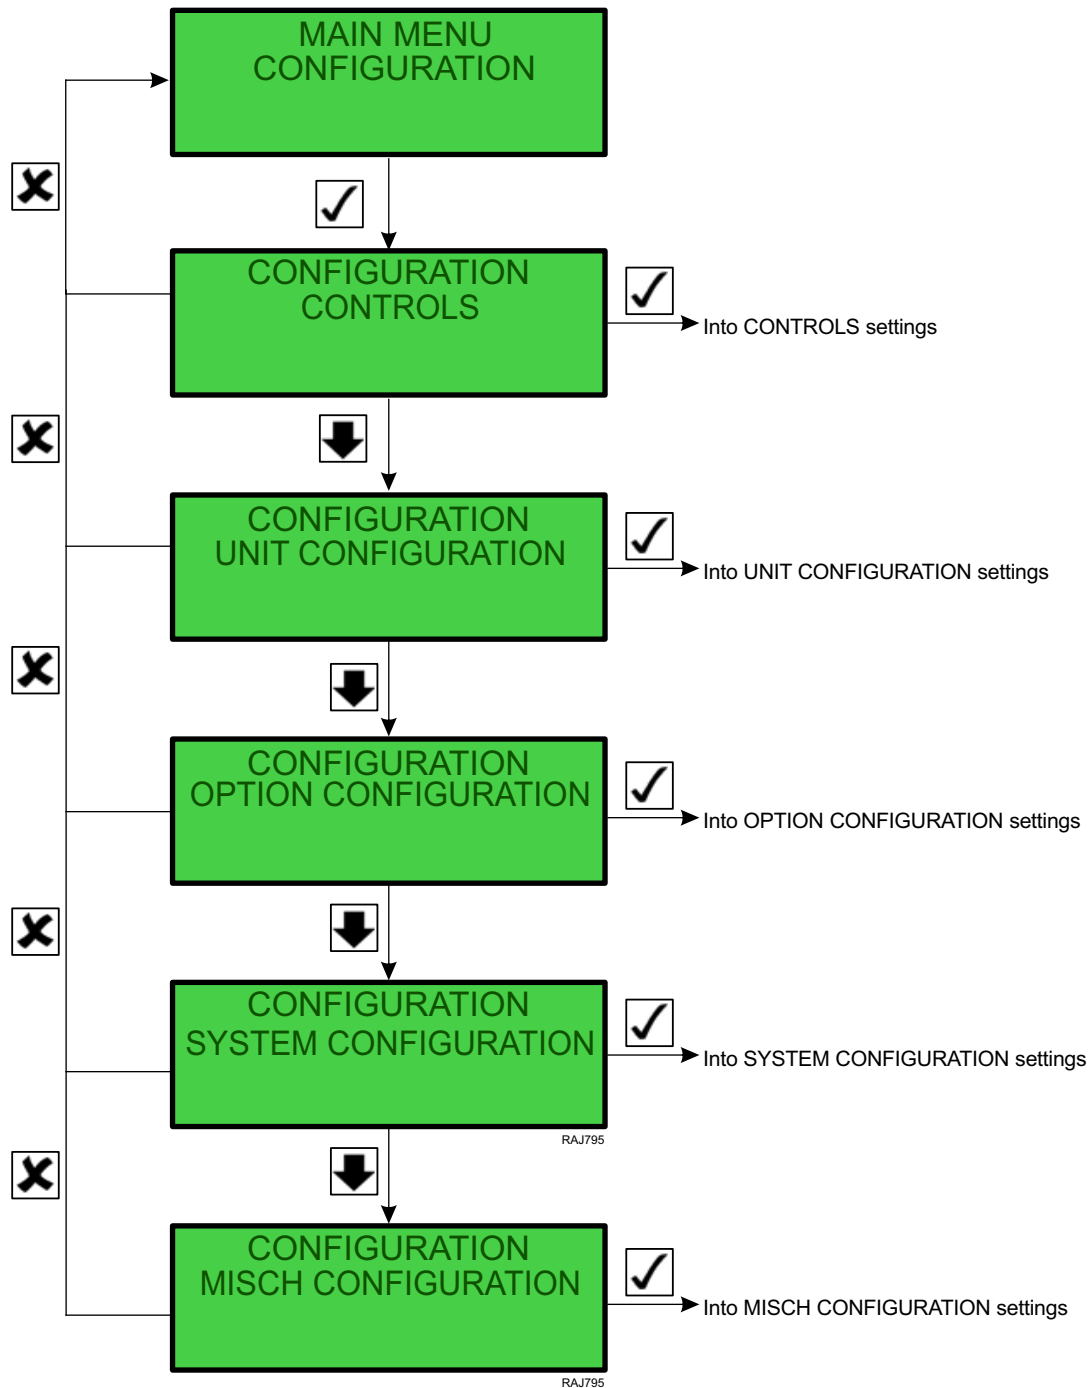 MAIN MENU
CONFIGURATION
CONFIGURATION
CONTROLS
Into CONTROLS settings
CONFIGURATION
UNIT CONFIGURATION
Into UNIT CONFIGURATION settings
CONFIGURATION
OPTION CONFIGURATION
Into OPTION CONFIGURATION settings
CONFIGURATION
SYSTEM CONFIGURATION
Into SYSTEM CONFIGURATION settings
RAJ795
CONFIGURATION
MISCH CONFIGURATION
Into MISCH CONFIGURATION settings
RAJ795